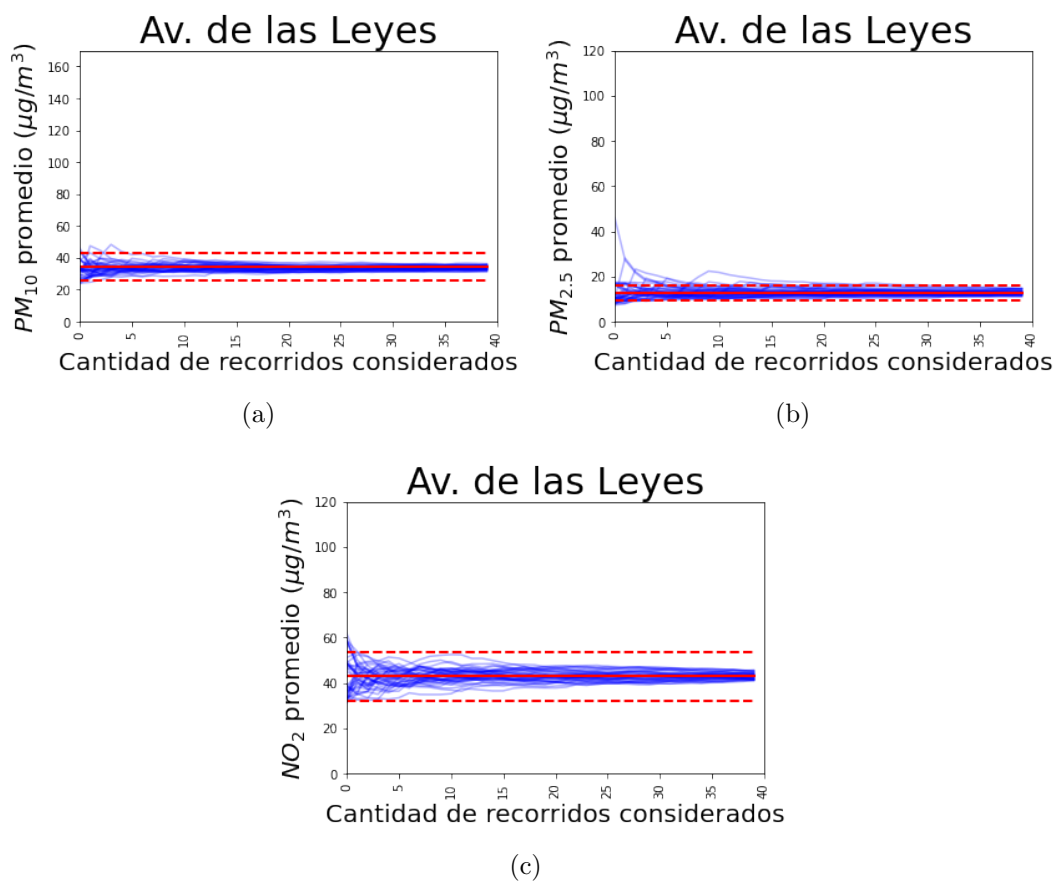 Av. de las Leyes
PM10 promedio (μg/m³)
160
140
120
100
80
60
40
20
0
0 5 10 15 20 25 30 35 40
Cantidad de recorridos considerados
(a)
Av. de las Leyes
PM2.5 promedio (μg/m³)
120
100
80
60
40
20
0
0 5 10 15 20 25 30 35 40
Cantidad de recorridos considerados
(b)
Av. de las Leyes
NO2 promedio (μg/m³)
120
100
80
60
40
20
0
0 5 10 15 20 25 30 35 40
Cantidad de recorridos considerados
(c)